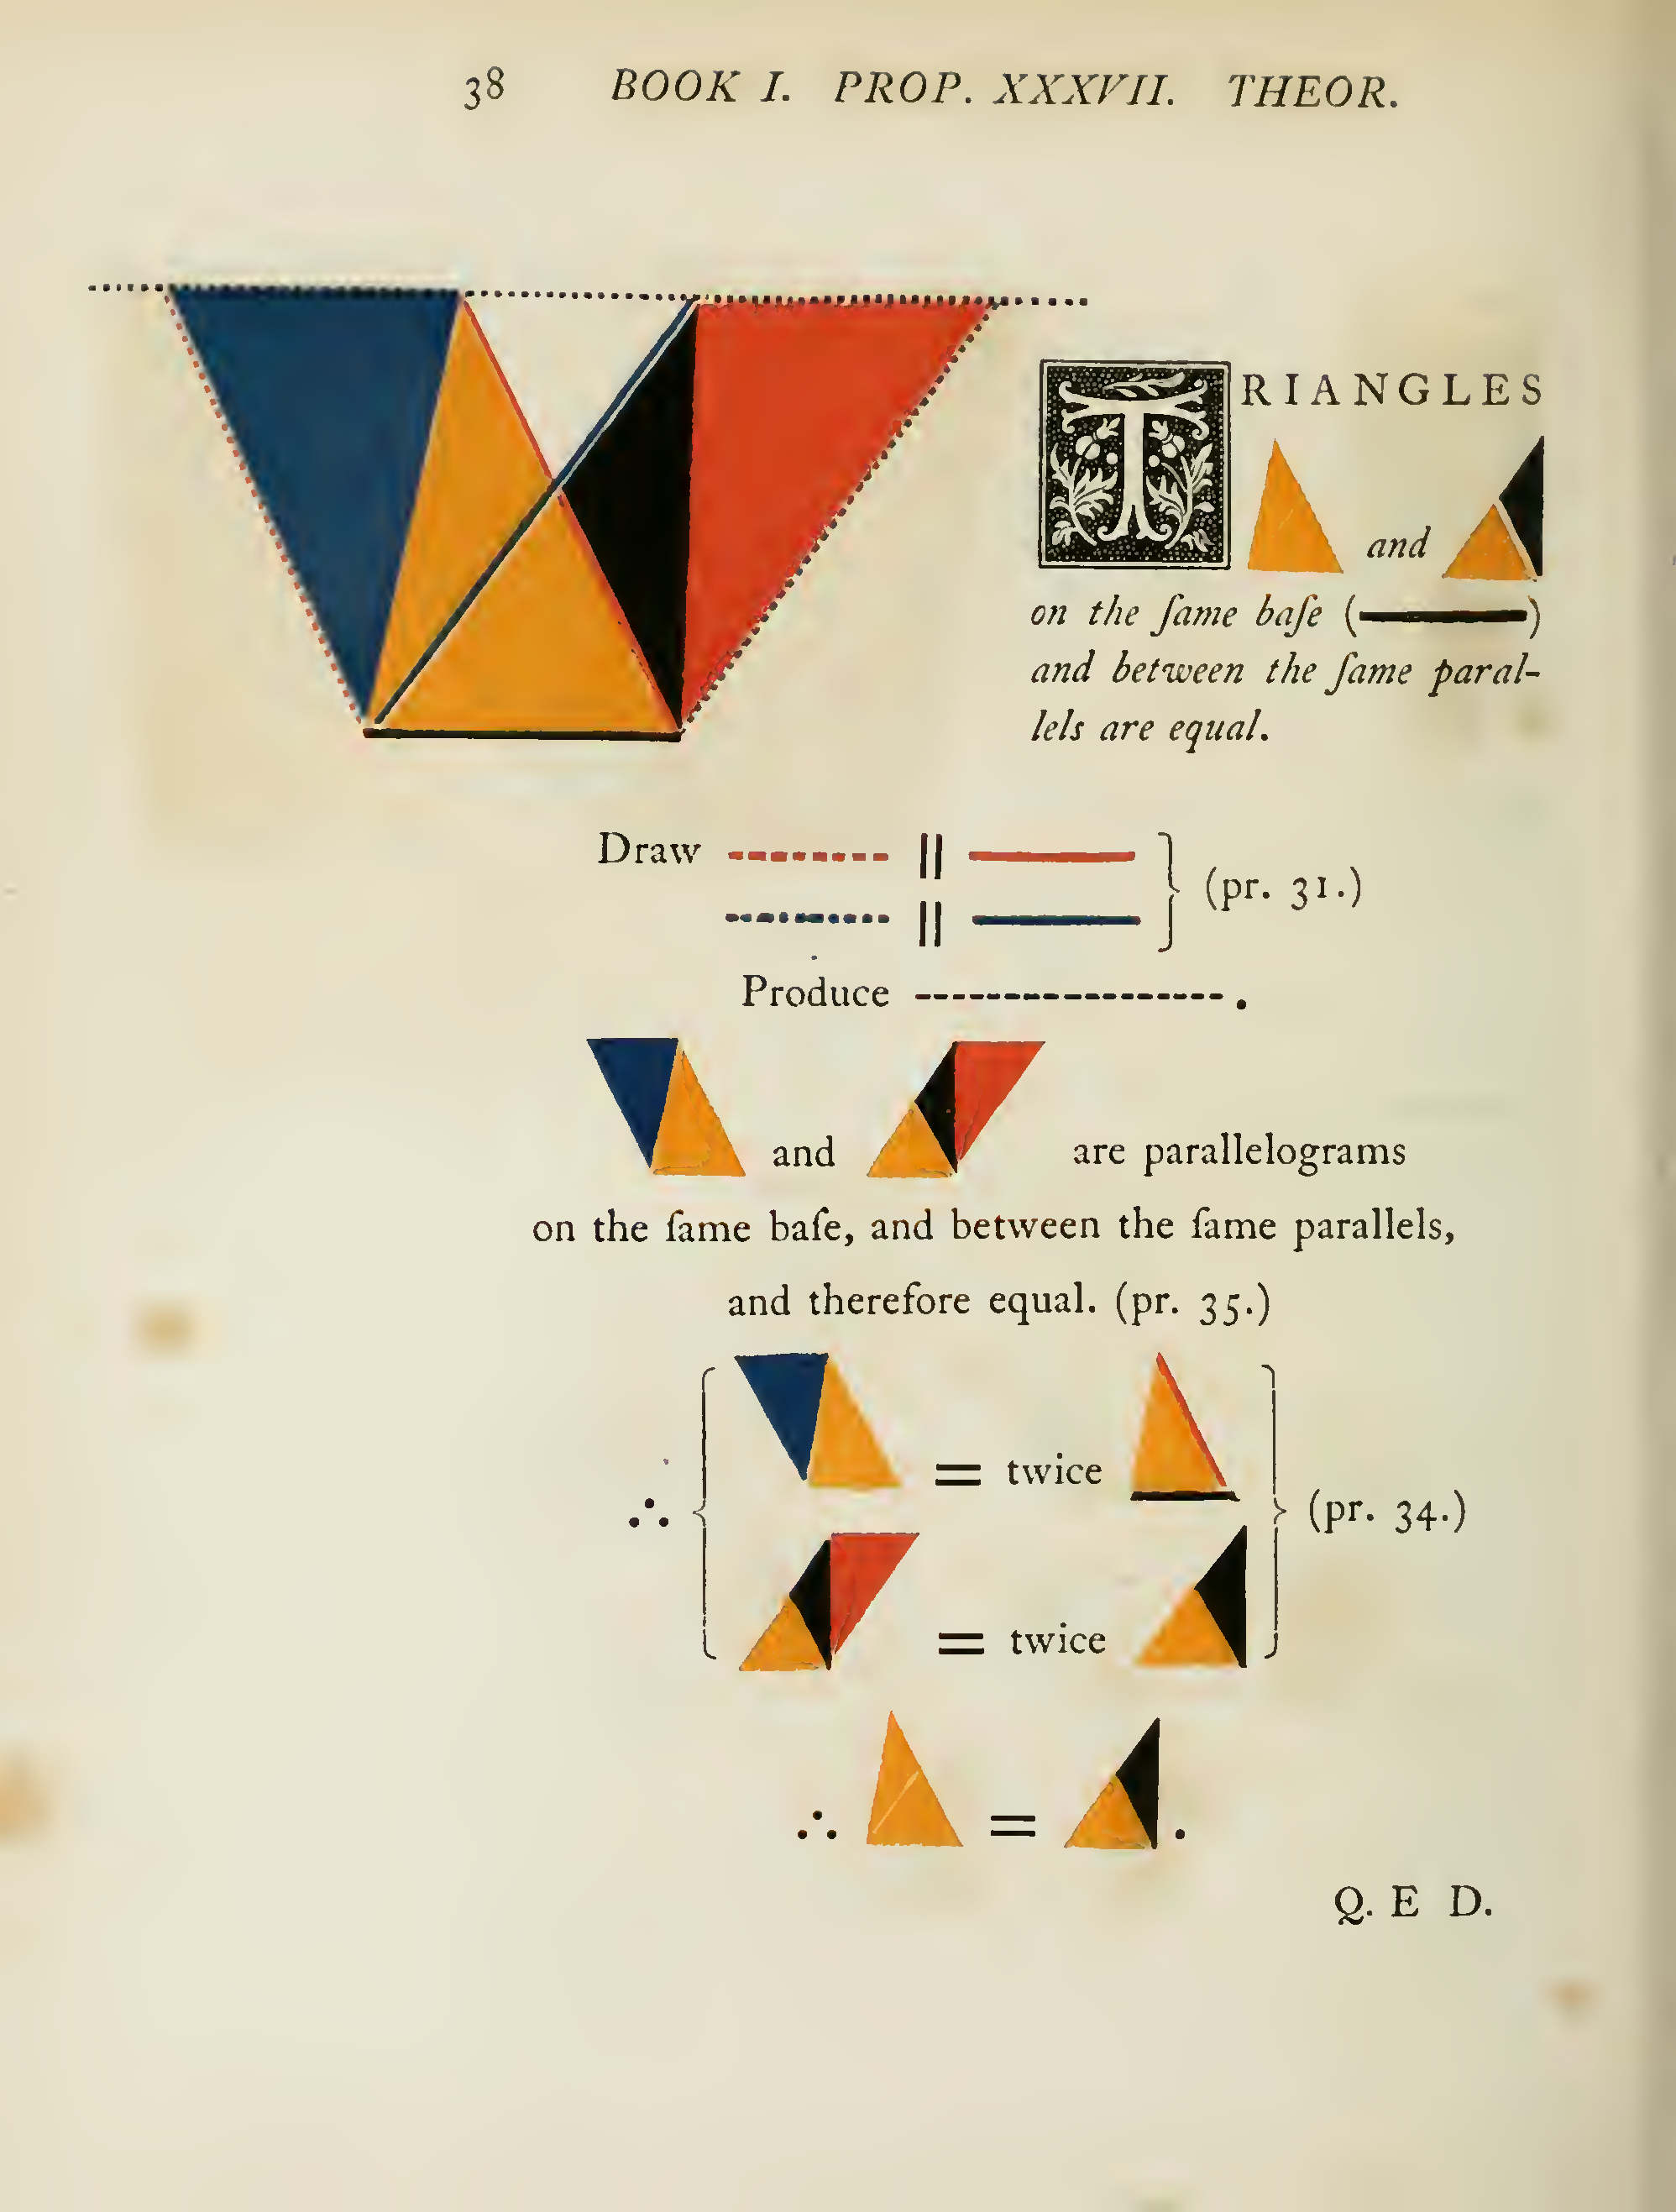 38 BOOK I. PROP. XXXVII. THEOR.
TRIANGLES
and
on the ſame baſe ( )
and between the ſame paral-
lels are equal.
Draw || (pr. 31.)
||
Produce .
and are parallelograms
on the ſame baſe, and between the ſame parallels,
and therefore equal. (pr. 35.)
∴ = twice (pr. 34.)
= twice
∴ = .
Q. E D.